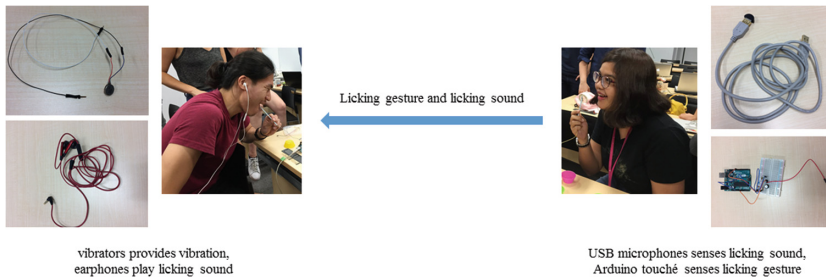 Licking gesture and licking sound
vibrators provides vibration,
earphones play licking sound
USB microphones senses licking sound,
Arduino touché senses licking gesture